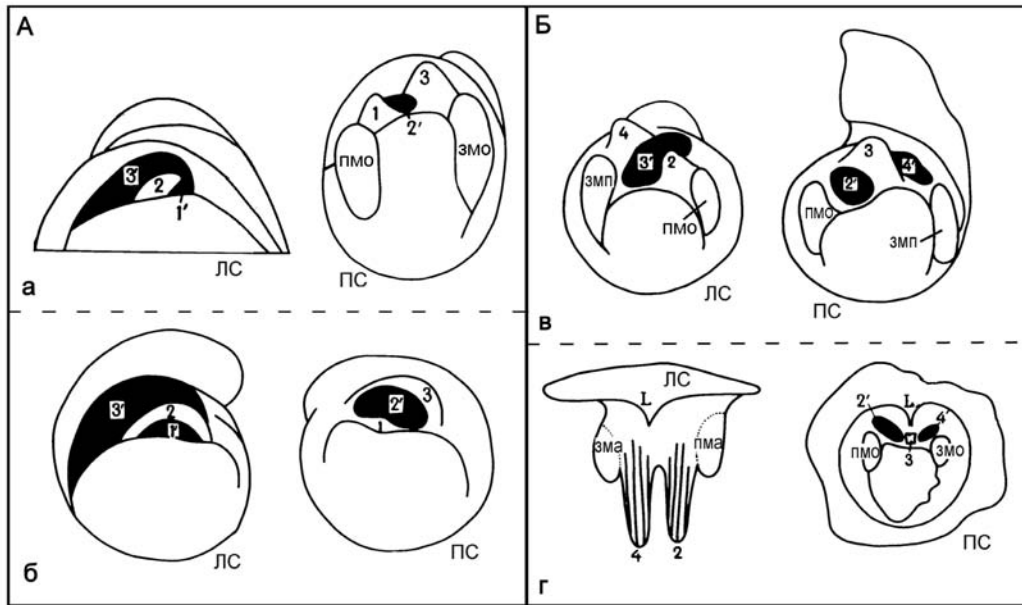 А
3'
2
1'
ЛС
а
3
1
2'
пмо
змо
ПС
Б
4
3'
2
змп
пмо
ЛС
3
2'
4'
пмо
змп
ПС
в
3'
2
1'
ЛС
б
3
2'
1
ПС
ЛС
L
зма
пма
4
2
г
2'
L
4'
пмо
змо
3
ПС